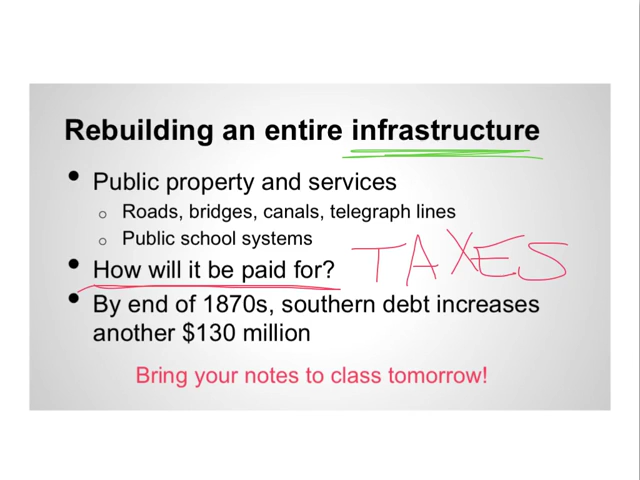 Rebuilding an entire infrastructure
• Public property and services
o Roads, bridges, canals, telegraph lines
o Public school systems
• How will it be paid for? TAXES
• By end of 1870s, southern debt increases
another $130 million
Bring your notes to class tomorrow!